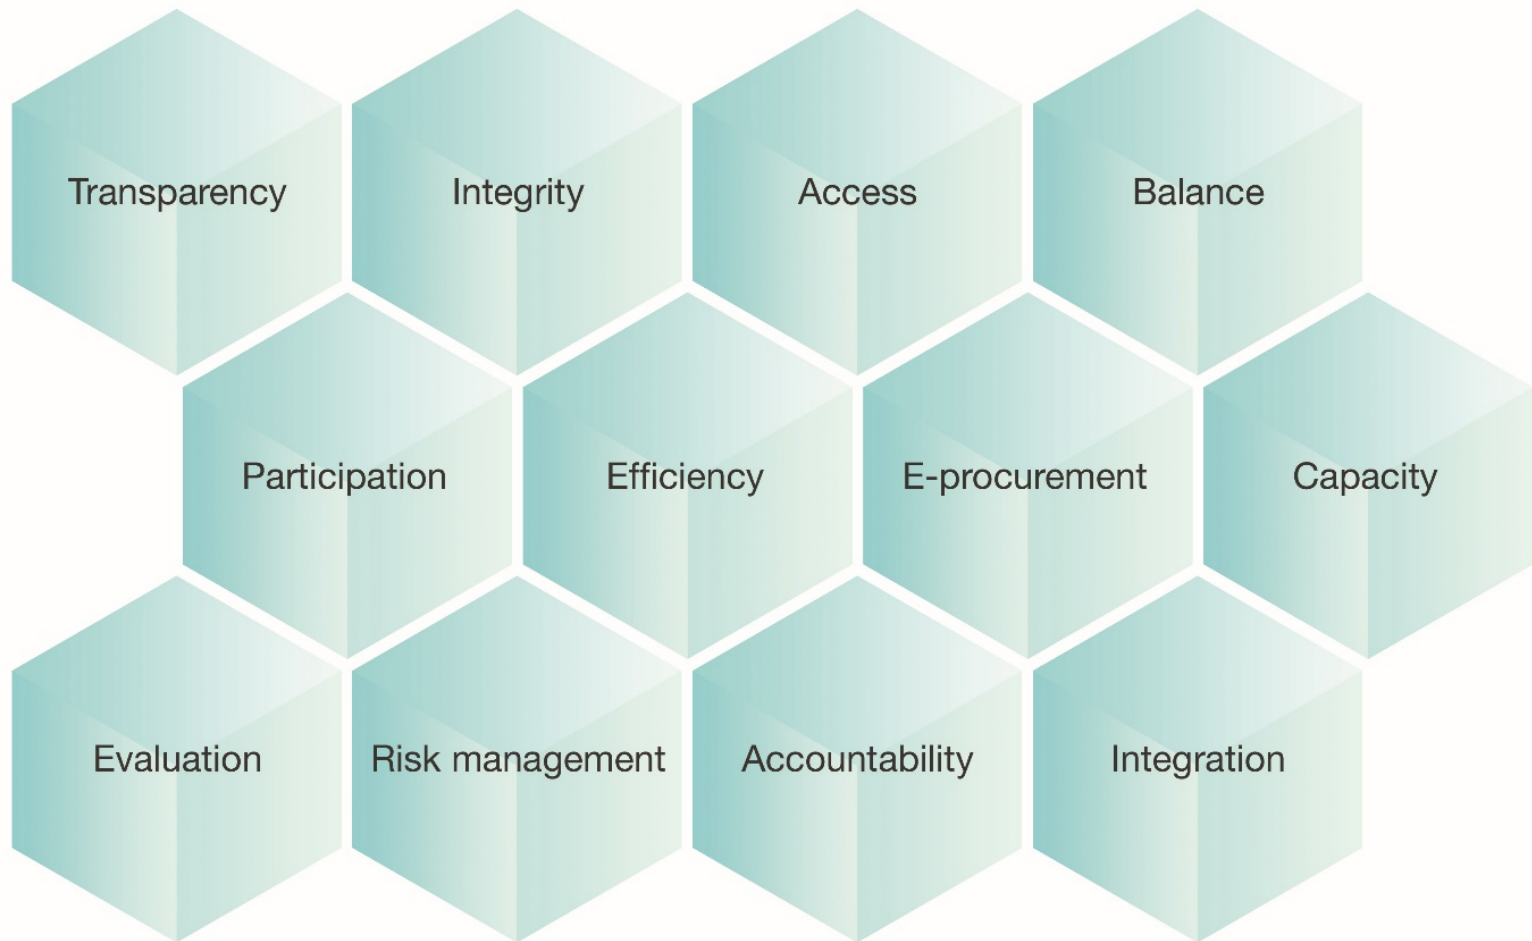 Transparency
Integrity
Access
Balance
Participation
Efficiency
E-procurement
Capacity
Evaluation
Risk management
Accountability
Integration